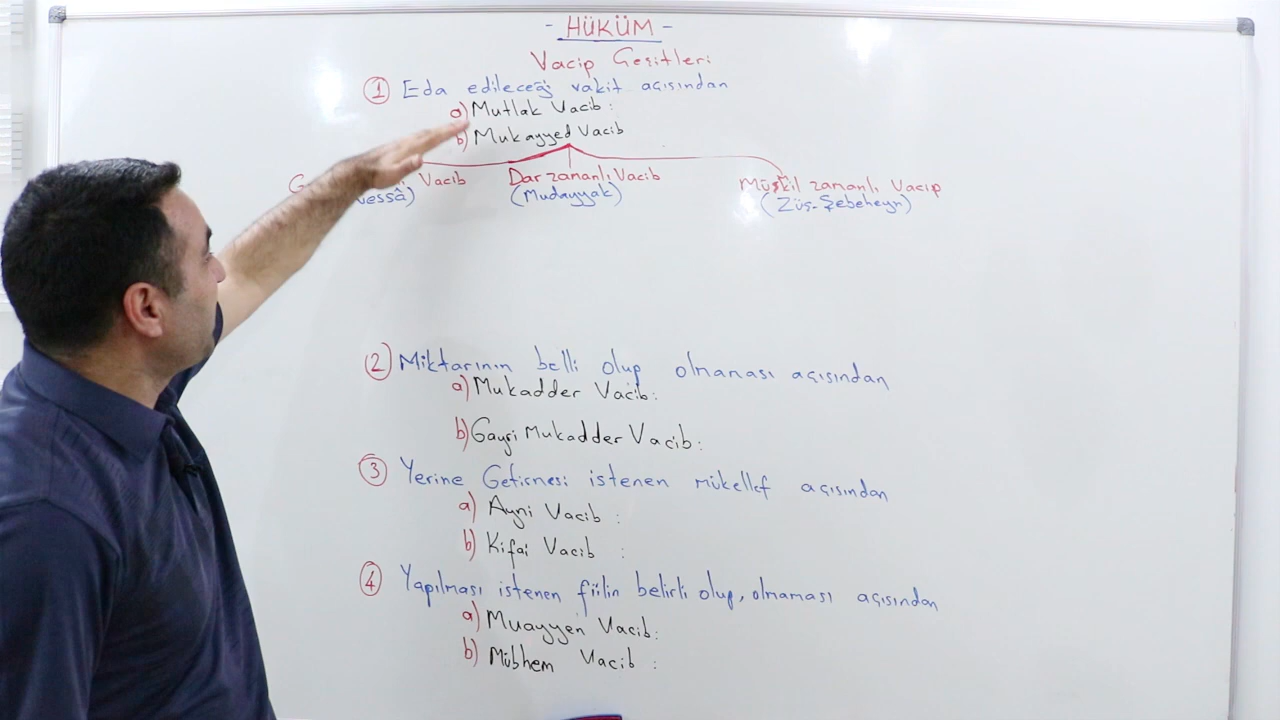 - HÜKÜM -
Vacip Çeşitleri
① Eda edileceği vakit açısından
a) Mutlak Vacib :
b) Mukayyed Vacib
Vacib Dar zamanlı Vacib Müşkil zamanlı Vacip
(Mudayyak) (Züş-Şebeheyn)
② Miktarının belli olup olmaması açısından
a) Mukadder Vacib:
b) Gayri Mukadder Vacib:
③ Yerine Getirmesi istenen mükellef açısından
a) Ayni Vacib :
b) Kifai Vacib :
④ Yapılması istenen fiilin belirli olup, olmaması açısından
a) Muayyen Vacib:
b) Mübhem Vacib :